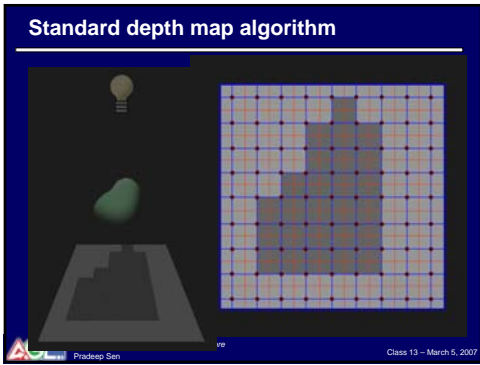 Standard depth map algorithm
Pradeep Sen
Class 13 – March 5, 2007